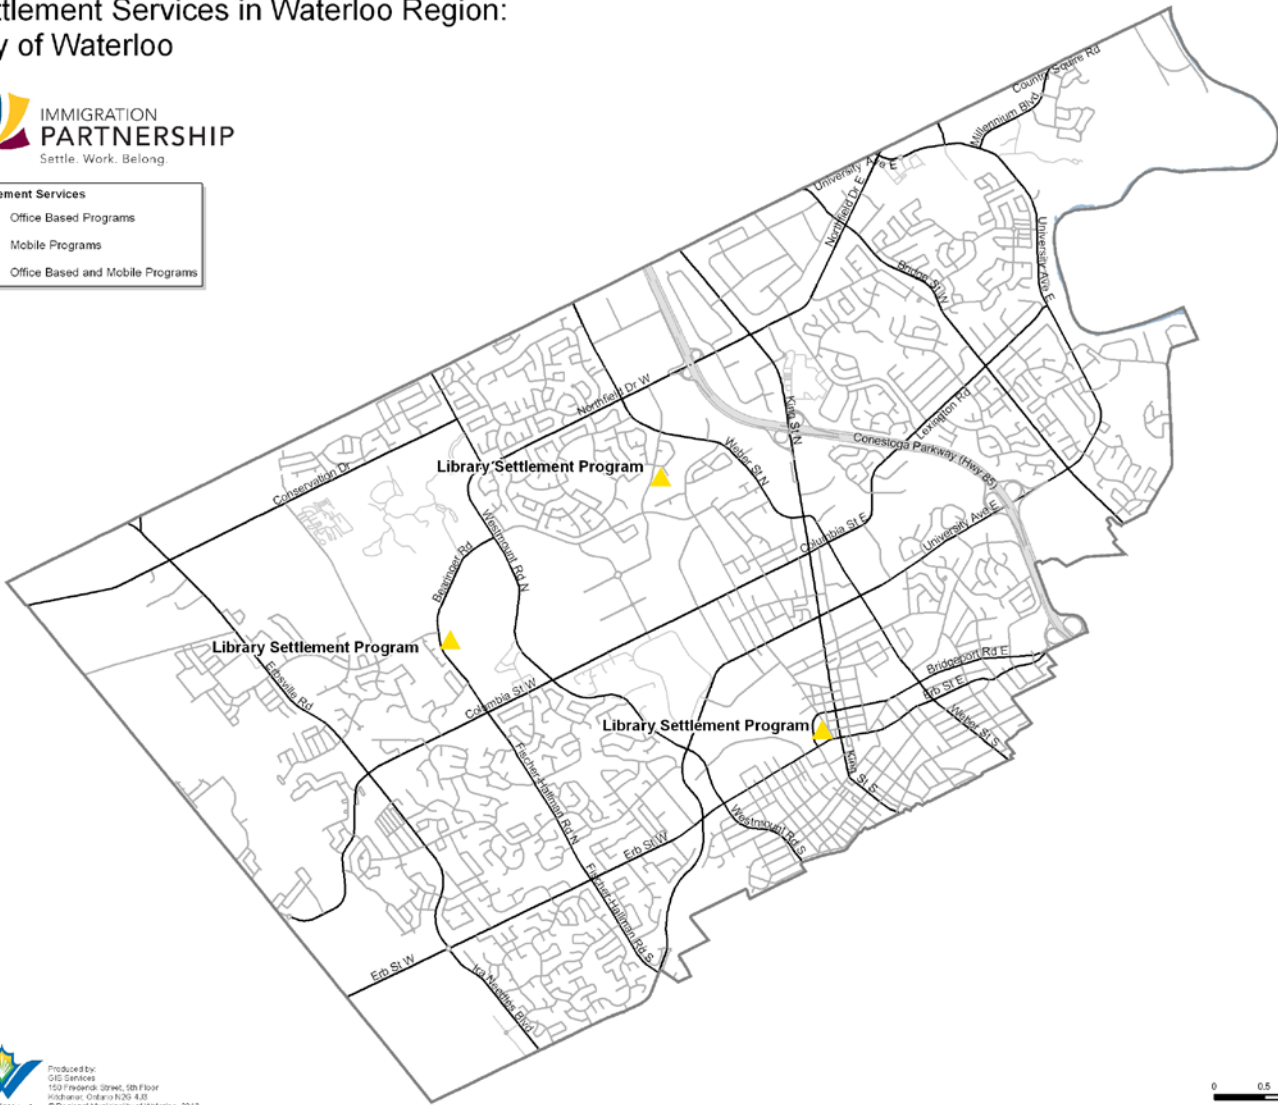 ttlement Services in Waterloo Region:
y of Waterloo
IMMIGRATION
PARTNERSHIP
Settle. Work. Belong.
ement Services
Office Based Programs
Mobile Programs
Office Based and Mobile Programs
Country Squire Rd
Millennium Blvd
University Ave E
Northfield Dr E
University Ave E
Bridge St W
Northfield Dr W
King St N
Lexington Rd
Conestoga Parkway (Hwy 85)
Weber St N
Library Settlement Program
Conservation Dr
Westmount Rd N
Columbia St E
University Ave E
Bearinger Rd
Library Settlement Program
Erbsville Rd
Columbia St W
Bridgeport Rd E
Erb St E
Weber St S
Library Settlement Program
King St S
Fischer-Hallman Rd N
Westmount Rd S
Erb St W
Fischer-Hallman Rd S
Erb St W
Ira Needles Blvd
Produced by:
GIS Services
150 Frederick Street, 5th Floor
Kitchener, Ontario N2G 4J3
0 0.5